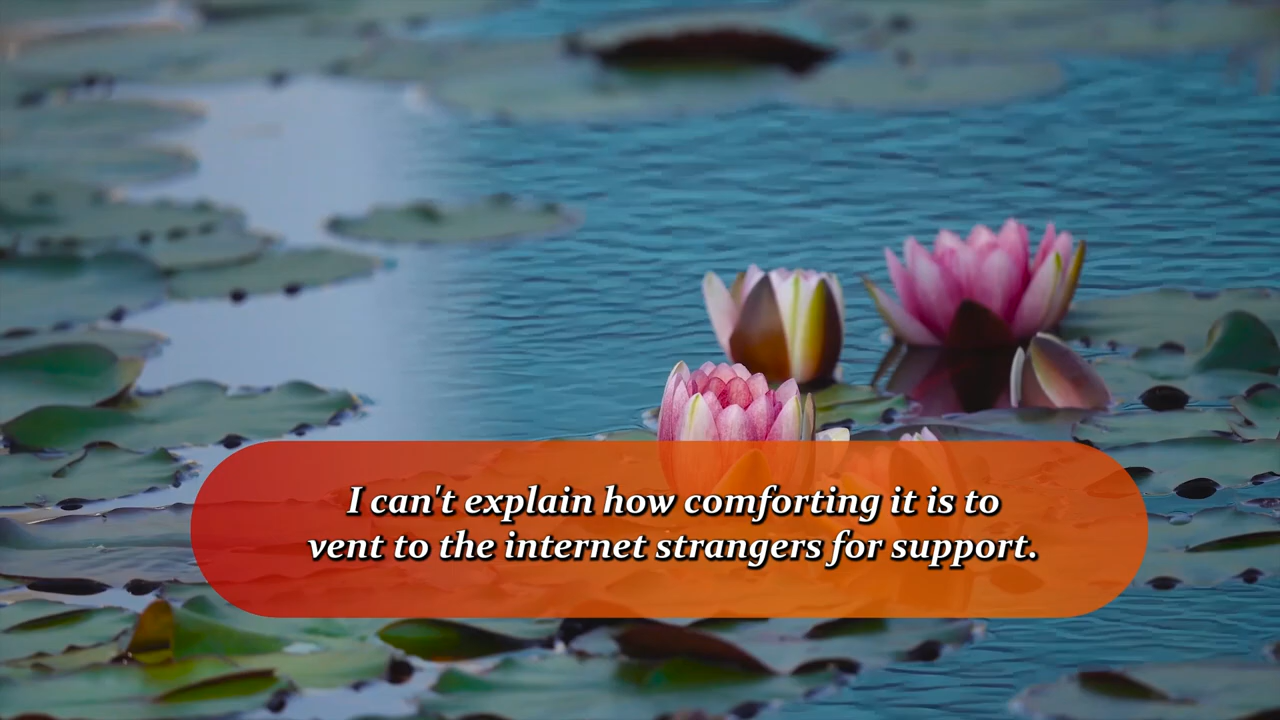 I can't explain how comforting it is to
vent to the internet strangers for support.